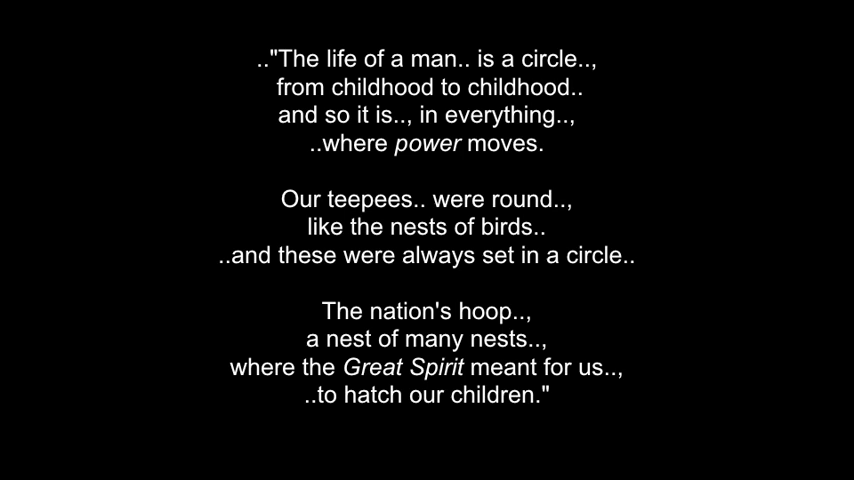 .."The life of a man.. is a circle..,
from childhood to childhood..
and so it is.., in everything..,
..where power moves.
Our teepees.. were round..,
like the nests of birds..
..and these were always set in a circle..
The nation's hoop..,
a nest of many nests..,
where the Great Spirit meant for us..,
..to hatch our children."